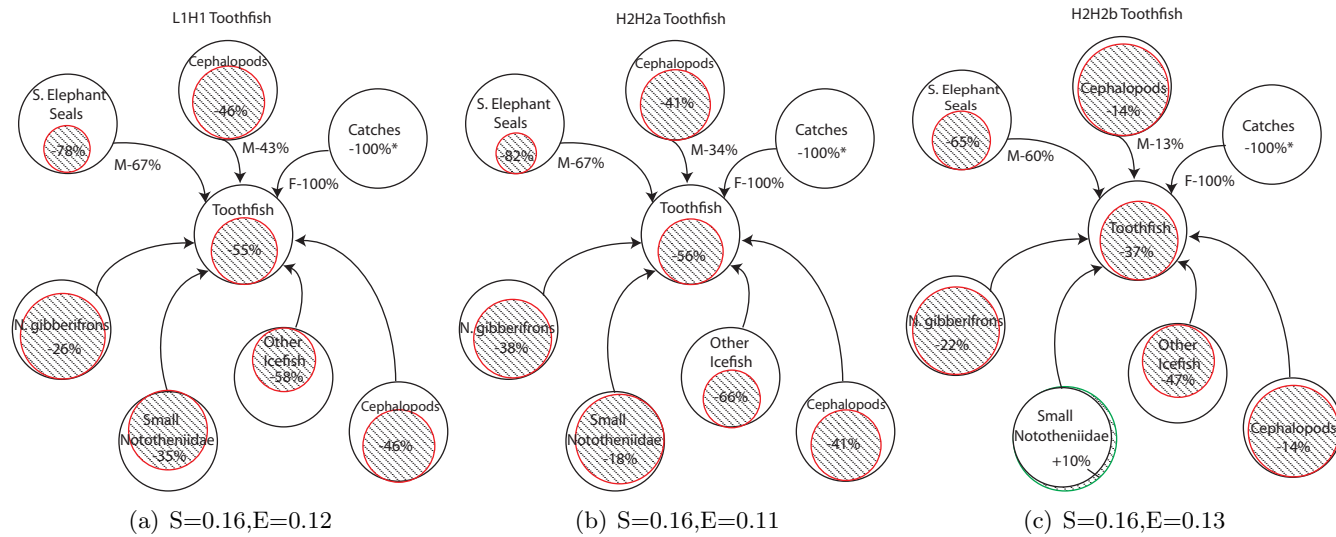 L1H1 Toothfish
Cephalopods
-46%
S. Elephant
Seals
-78%
Catches
-100%*
M-67%
M-43%
F-100%
Toothfish
-55%
N. gibberifrons
-26%
Other
Icefish
-58%
Small
Nototheniidae
-35%
Cephalopods
-46%
(a) S=0.16,E=0.12
H2H2a Toothfish
Cephalopods
-41%
S. Elephant
Seals
-82%
Catches
-100%*
M-67%
M-34%
F-100%
Toothfish
-56%
N. gibberifrons
-38%
Other
Icefish
-66%
Small
Nototheniidae
-18%
Cephalopods
-41%
(b) S=0.16,E=0.11
H2H2b Toothfish
Cephalopods
-14%
S. Elephant
Seals
-65%
Catches
-100%*
M-60%
M-13%
F-100%
Toothfish
-37%
N. gibberifrons
-22%
Other
Icefish
-47%
Small
Nototheniidae
+10%
Cephalopods
-14%
(c) S=0.16,E=0.13